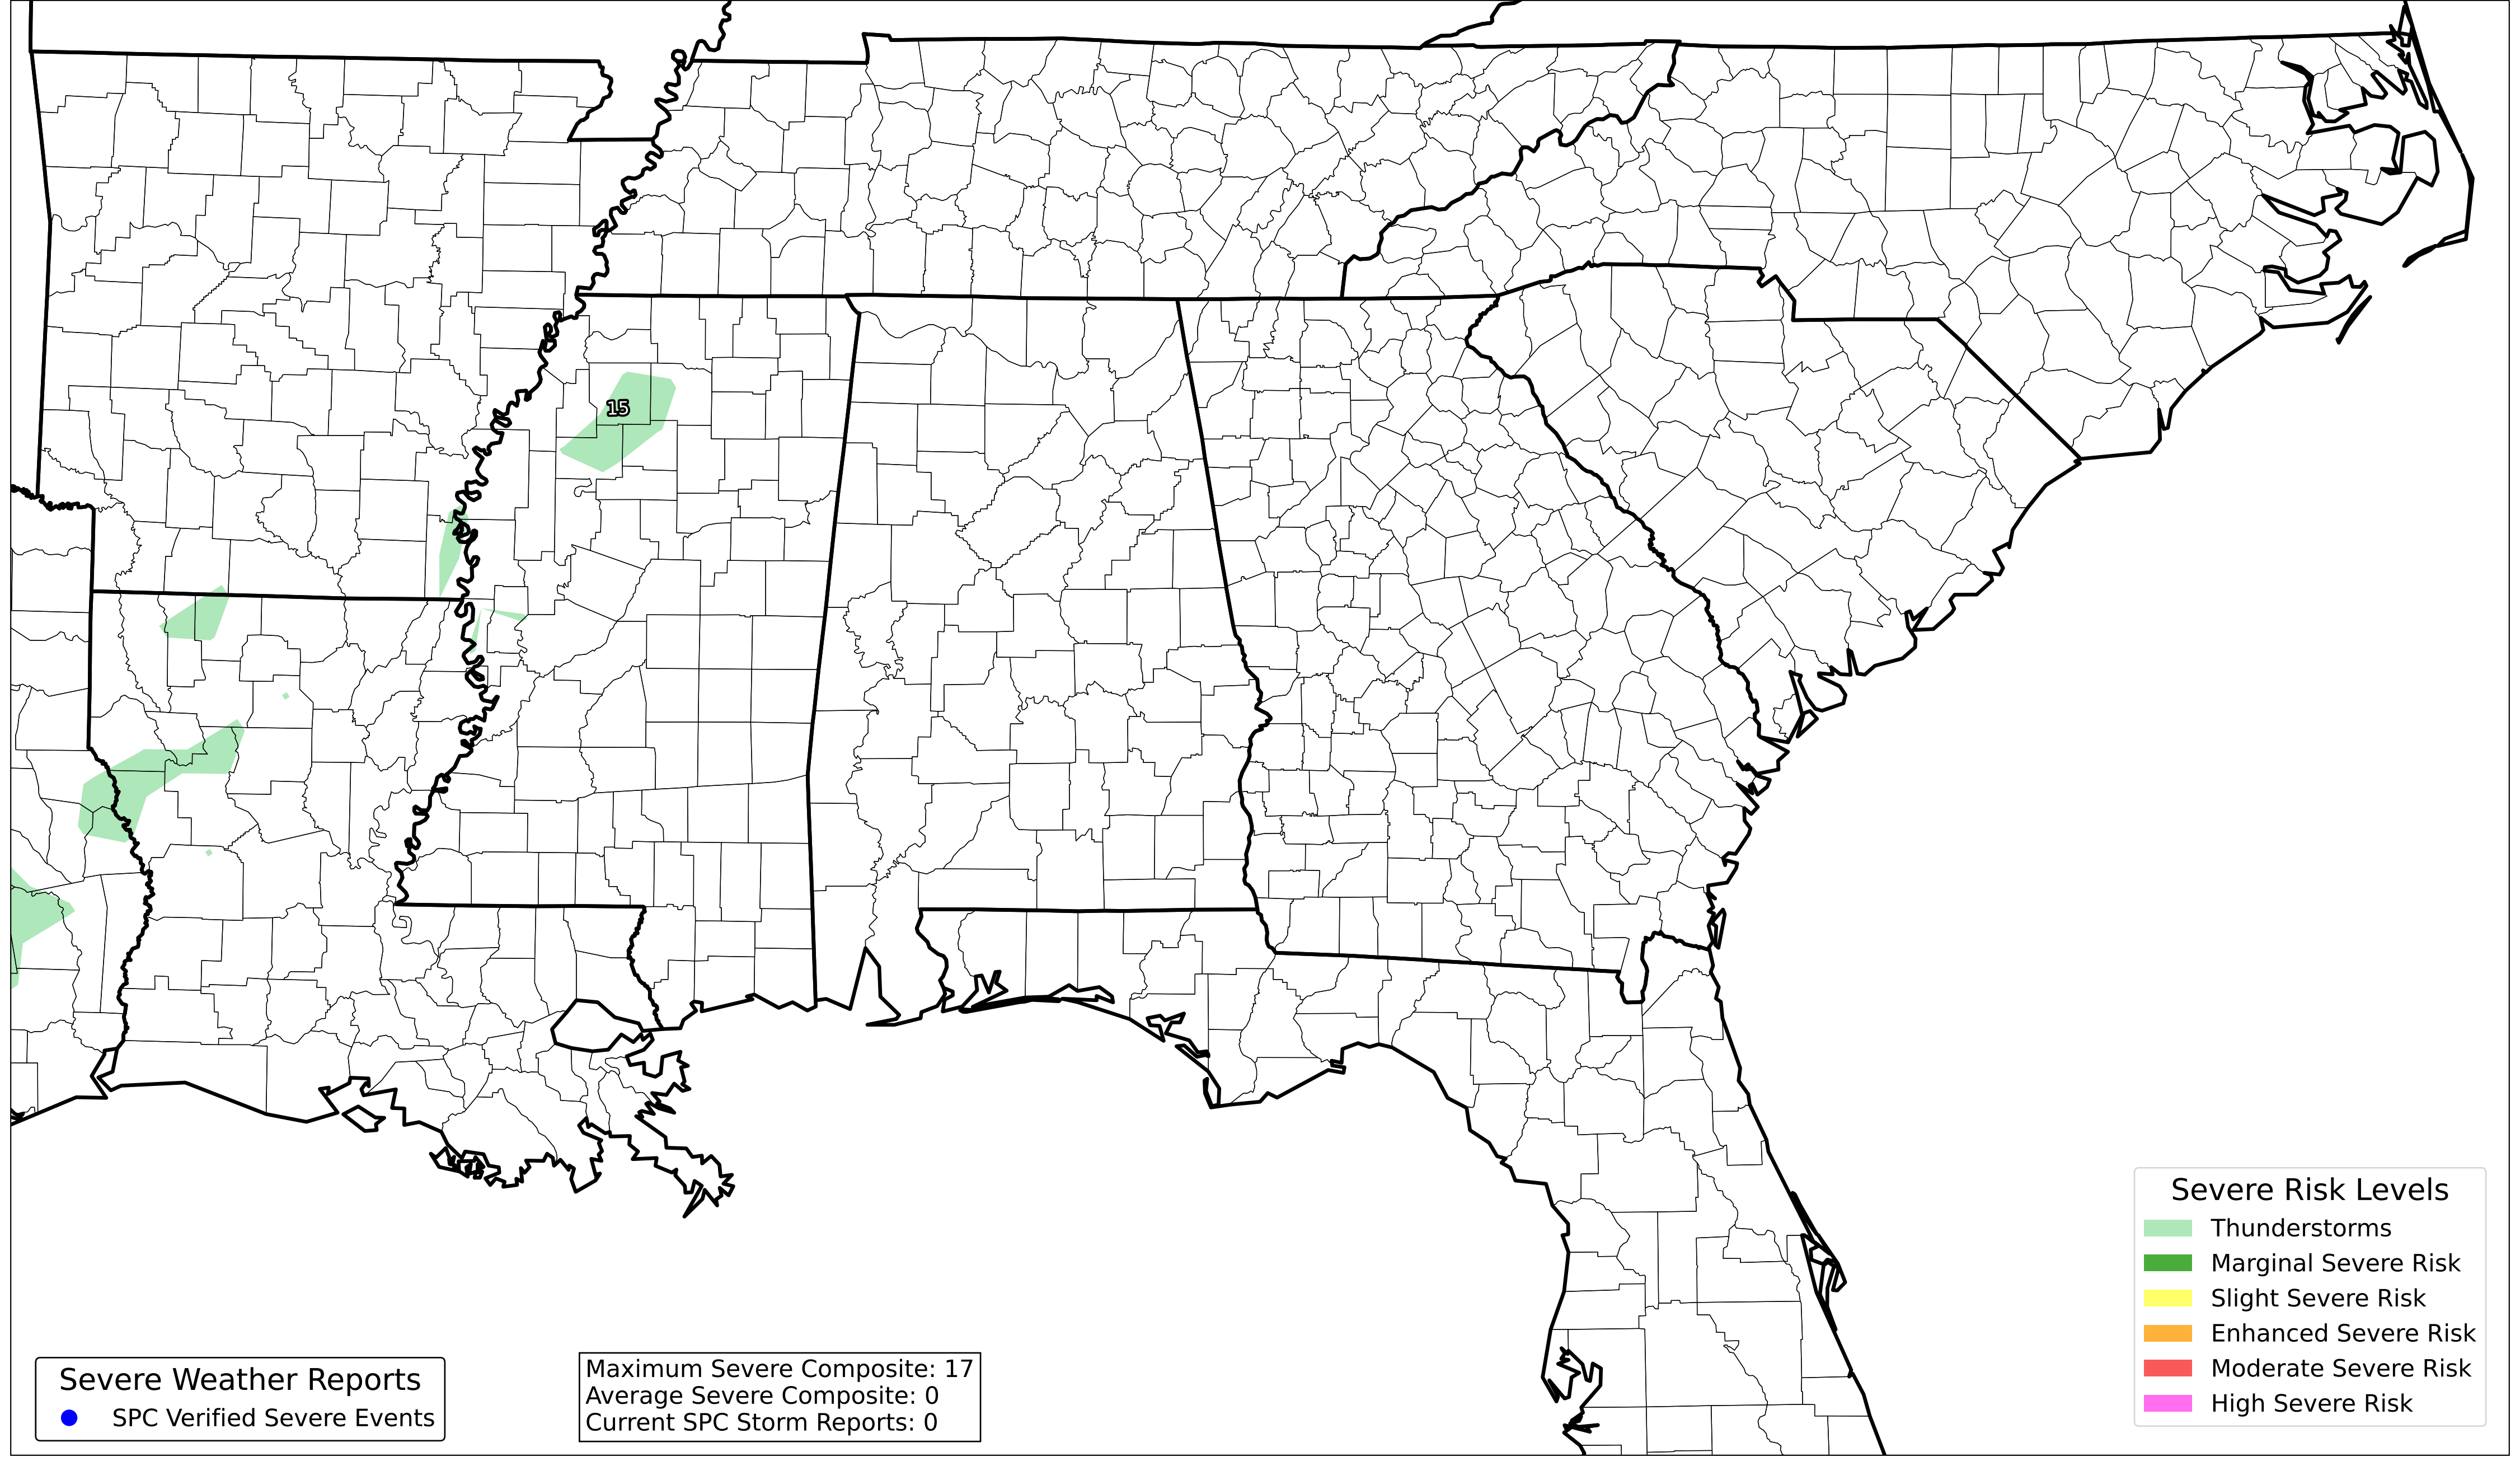 15
Severe Risk Levels
Thunderstorms
Marginal Severe Risk
Slight Severe Risk
Enhanced Severe Risk
Moderate Severe Risk
High Severe Risk
Severe Weather Reports
SPC Verified Severe Events
Maximum Severe Composite: 17
Average Severe Composite: 0
Current SPC Storm Reports: 0